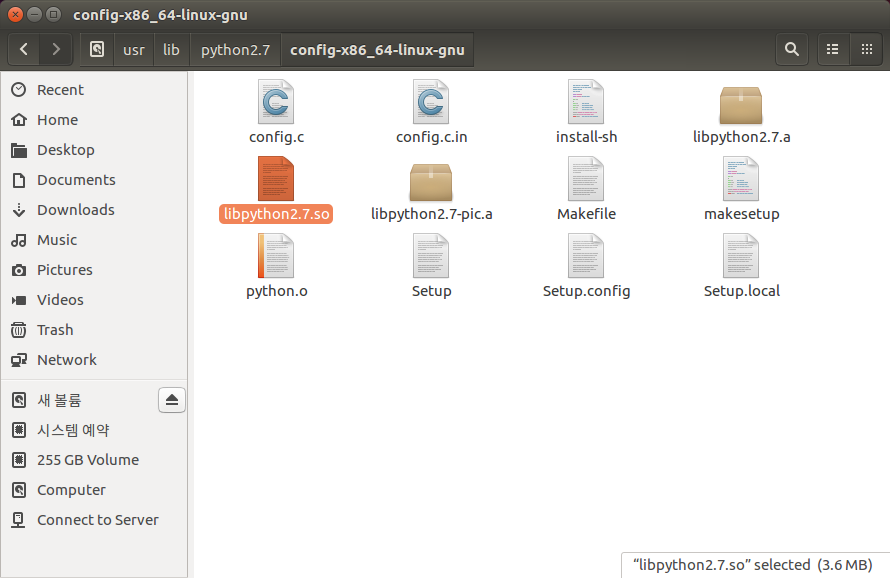 config-x86_64-linux-gnu
usr lib python2.7 config-x86_64-linux-gnu
Recent
Home
Desktop
Documents
Downloads
Music
Pictures
Videos
Trash
Network
새 볼륨
시스템 예약
255 GB Volume
Computer
Connect to Server
config.c config.c.in install-sh libpython2.7.a
libpython2.7.so libpython2.7-pic.a Makefile makesetup
python.o Setup Setup.config Setup.local
“libpython2.7.so” selected (3.6 MB)